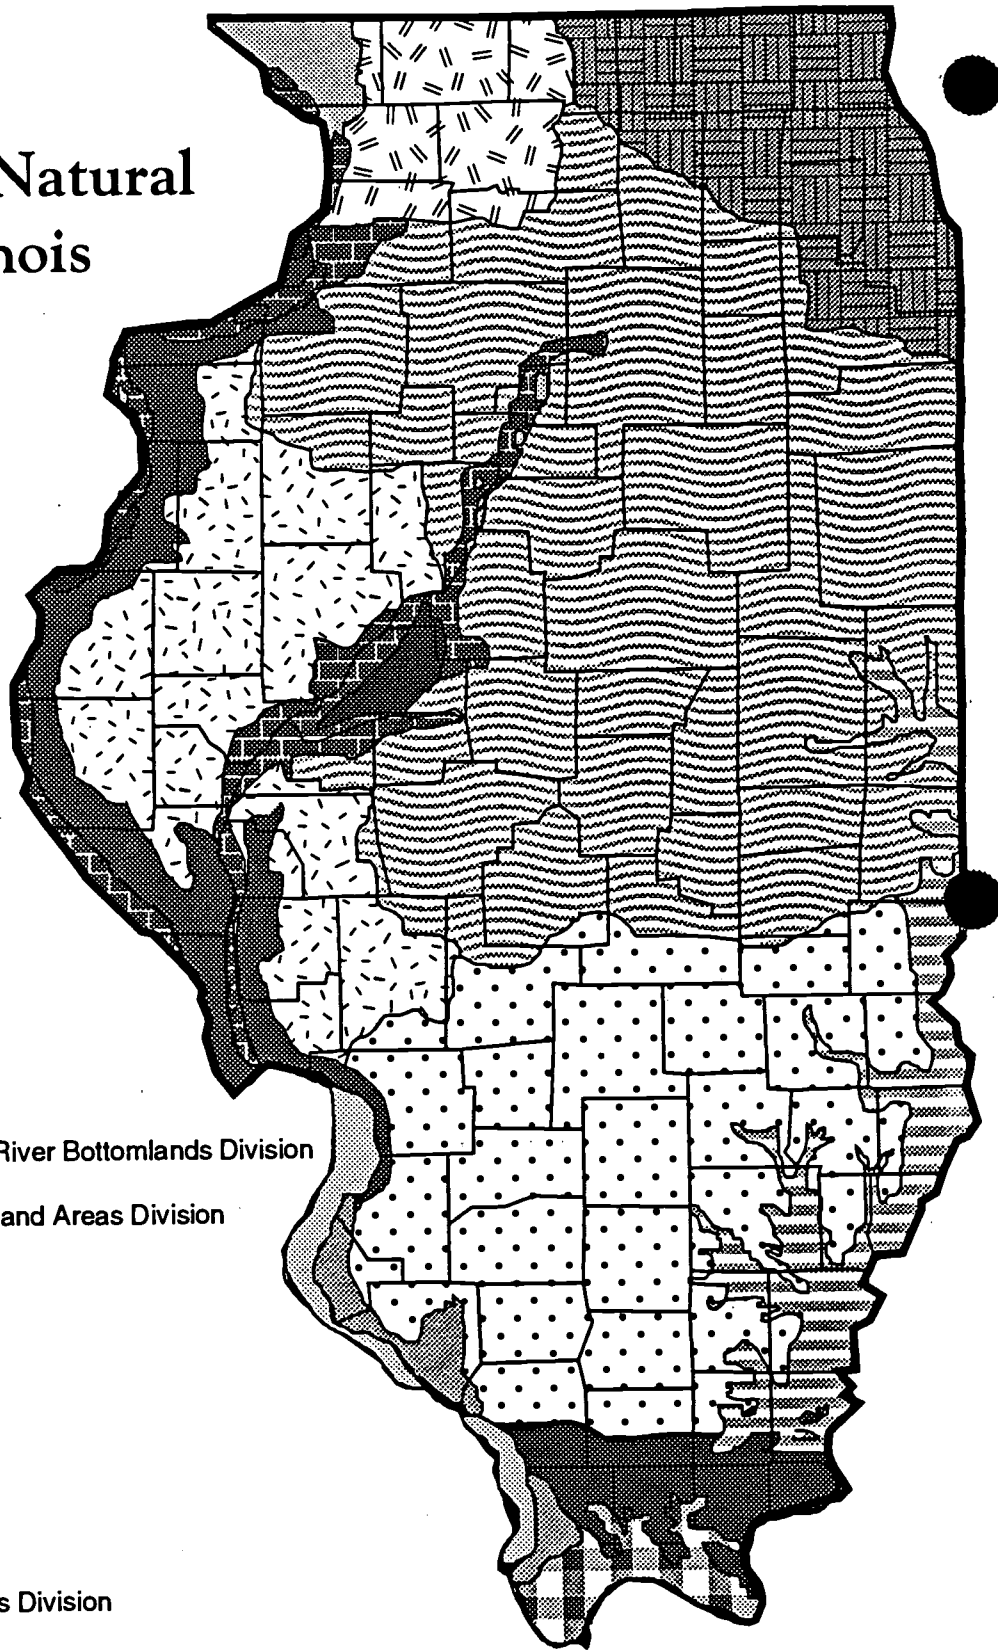 Natural
nois
River Bottomlands Division
and Areas Division
s Division